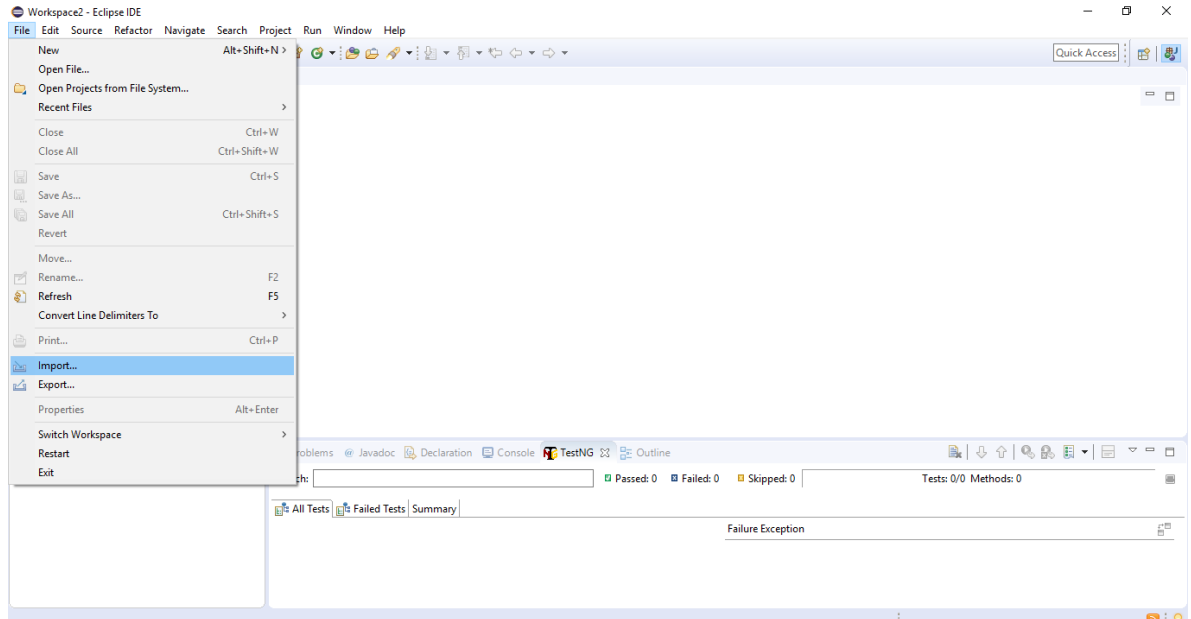 Workspace2 - Eclipse IDE
File Edit Source Refactor Navigate Search Project Run Window Help
New Alt+Shift+N >
Open File...
Open Projects from File System...
Recent Files >
Close Ctrl+W
Close All Ctrl+Shift+W
Save Ctrl+S
Save As...
Save All Ctrl+Shift+S
Revert
Move...
Rename... F2
Refresh F5
Convert Line Delimiters To >
Print... Ctrl+P
Import...
Export...
Properties Alt+Enter
Switch Workspace >
Restart
Exit
Quick Access
roblems Javadoc Declaration Console TestNG Outline
ch: Passed: 0 Failed: 0 Skipped: 0 Tests: 0/0 Methods: 0
All Tests Failed Tests Summary
Failure Exception